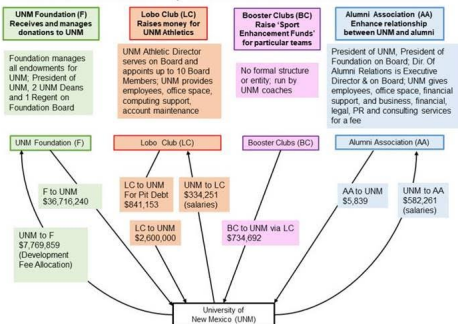 UNM Foundation (F)
Receives and manages
donations to UNM
Lobo Club (LC)
Raises money for
UNM Athletics
Booster Clubs (BC)
Raise 'Sport
Enhancement Funds'
for particular teams
Alumni Association (AA)
Enhance relationship
between UNM and alumni
Foundation manages
all endowments for
UNM; President of
UNM, 2 UNM Deans
and 1 Regent on
Foundation Board
UNM Athletic Director
serves on Board and
appoints up to 10 Board
Members; UNM provides
employees, office space,
computing support,
account maintenance
No formal structure
or entity; run by
UNM coaches
President of UNM, President of
Foundation on Board; Dir. Of
Alumni Relations is Executive
Director & on Board; UNM gives
employees, office space, financial
support, and business, financial,
legal, PR and consulting services
for a fee
UNM Foundation (F)
Lobo Club (LC)
Booster Clubs (BC)
Alumni Association (AA)
F to UNM
$36,716,240
LC to UNM
For Pit Debt
$841,153
UNM to LC
$334,251
(salaries)
AA to UNM
$5,839
UNM to AA
$582,261
(salaries)
UNM to F
$7,769,859
(Development
Fee Allocation)
LC to UNM
$2,600,000
BC to UNM via LC
$734,692
University of
New Mexico (UNM)